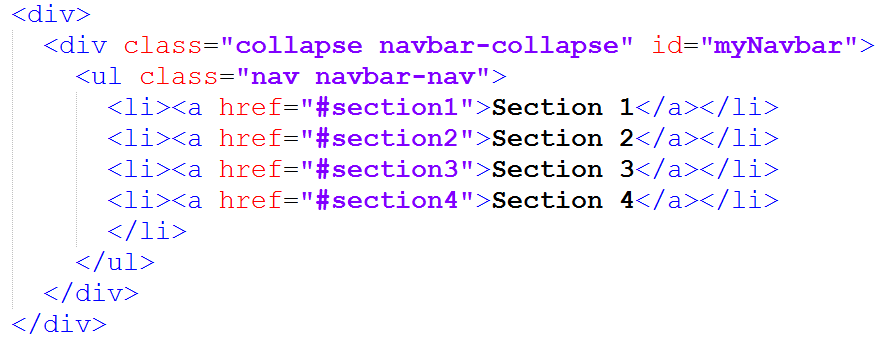 <div>
<div class="collapse navbar-collapse" id="myNavbar">
<ul class="nav navbar-nav">
<li><a href="#section1">Section 1</a></li>
<li><a href="#section2">Section 2</a></li>
<li><a href="#section3">Section 3</a></li>
<li><a href="#section4">Section 4</a></li>
</li>
</ul>
</div>
</div>